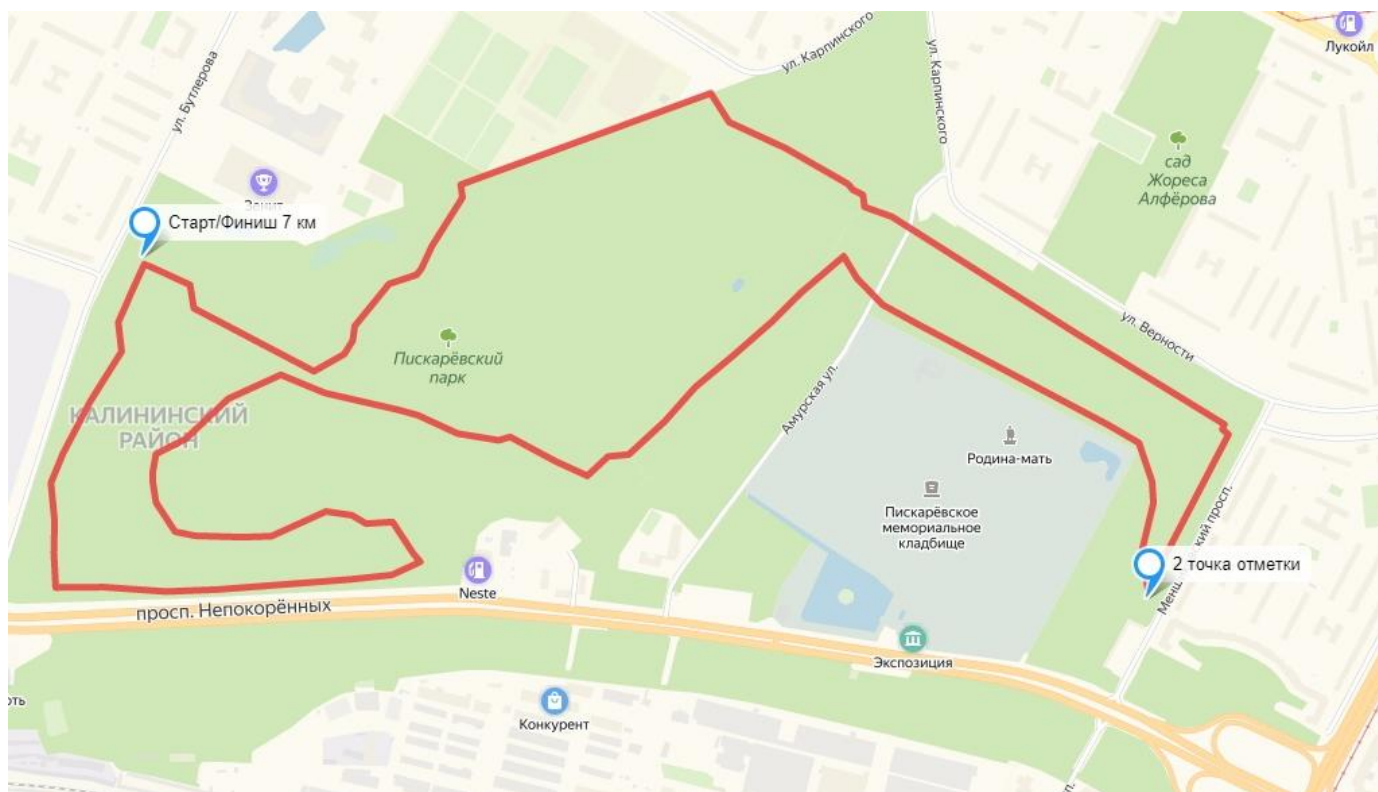 Лукойл
ул. Карпинского
ул. Карпинского
ул. Бутлерова
сад
Жореса
Алфёрова
Старт/Финиш 7 км
ул. Верности
Пискарёвский
парк
КАЛИНИНСКИЙ
РАЙОН
Амурская ул.
Родина-мать
Пискарёвское
мемориальное
кладбище
2 точка отметки
Neste
просп. Непокорённых
Экспозиция
Конкурент